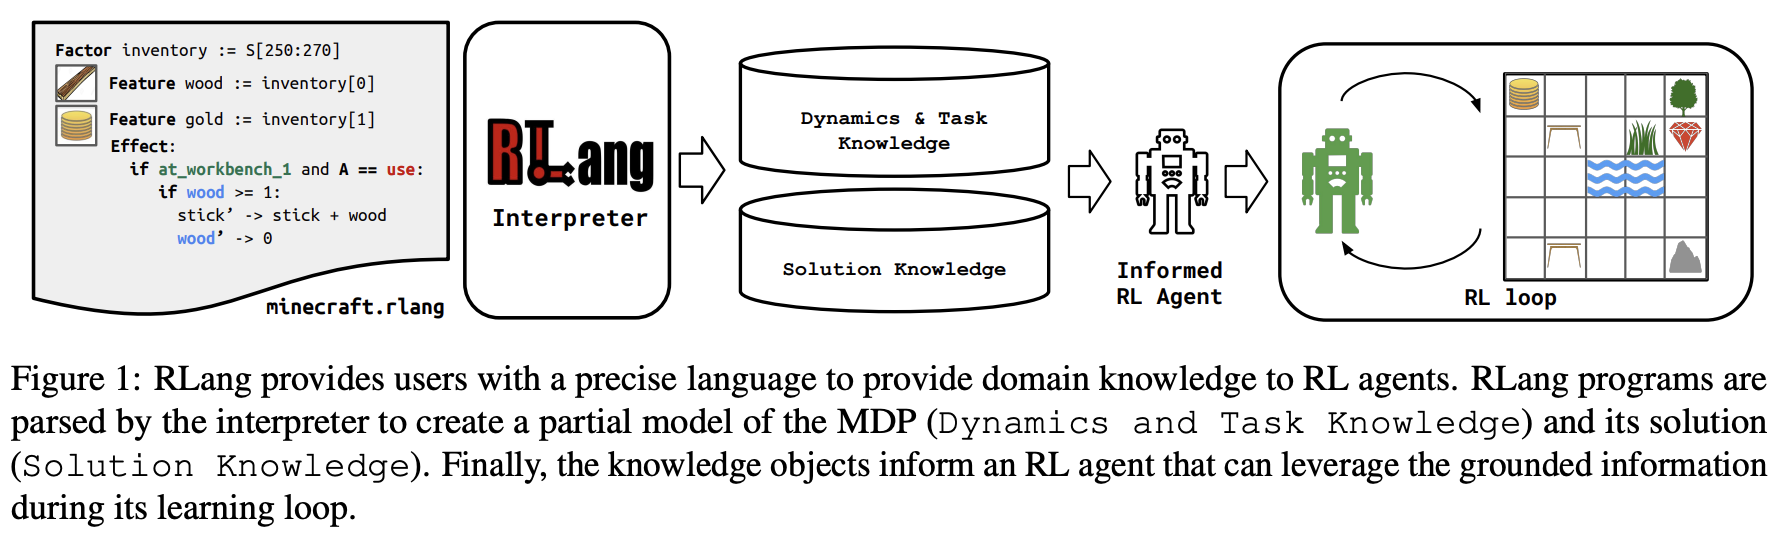 Factor inventory := S[250:270]
Feature wood := inventory[0]
Feature gold := inventory[1]
Effect:
if at_workbench_1 and A == use:
if wood >= 1:
stick’ -> stick + wood
wood’ -> 0
minecraft.rlang
RLang
Interpreter
Dynamics & Task
Knowledge
Solution Knowledge
Informed
RL Agent
RL loop
Figure 1: RLang provides users with a precise language to provide domain knowledge to RL agents. RLang programs are
parsed by the interpreter to create a partial model of the MDP (Dynamics and Task Knowledge) and its solution
(Solution Knowledge). Finally, the knowledge objects inform an RL agent that can leverage the grounded information
during its learning loop.